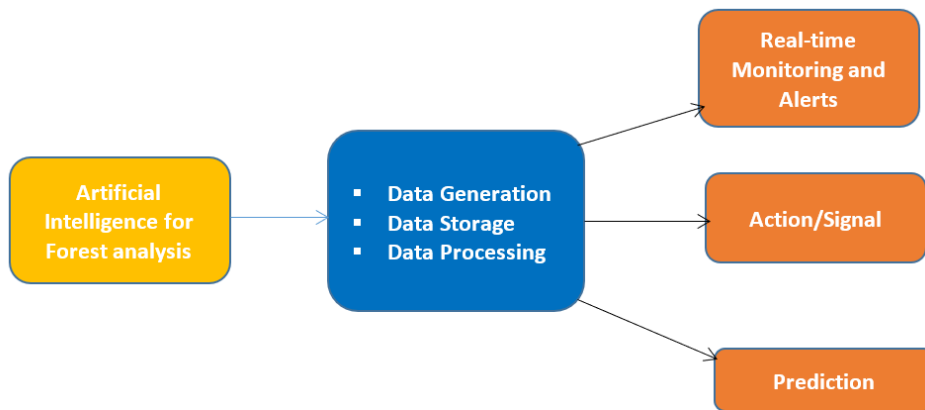 Real-time
Monitoring and
Alerts
Artificial
Intelligence for
Forest analysis
▪ Data Generation
▪ Data Storage
▪ Data Processing
Action/Signal
Prediction